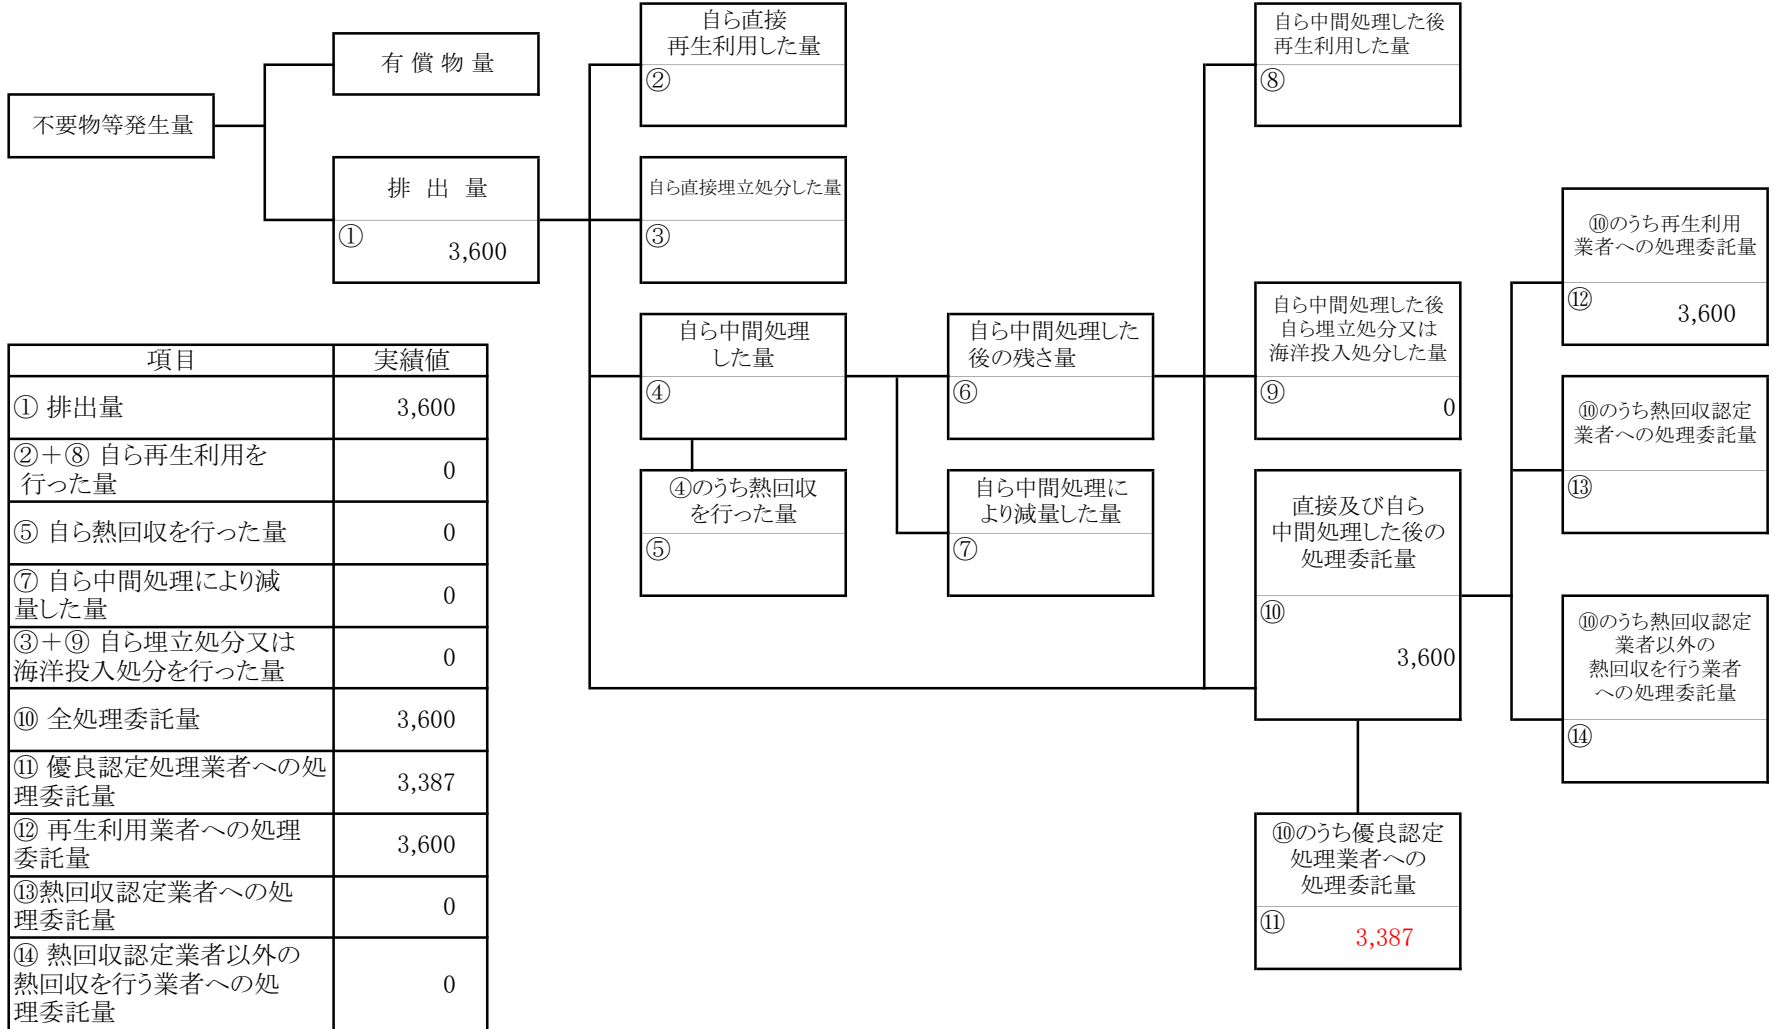 不要物等発生量
有 償 物 量
排 出 量
①
3,600
自ら直接
再生利用した量
②
自ら直接埋立処分した量
③
自ら中間処理
した量
④
④のうち熱回収
を行った量
⑤
自ら中間処理した
後の残さ量
⑥
自ら中間処理に
より減量した量
⑦
自ら中間処理した後
再生利用した量
⑧
自ら中間処理した後
自ら埋立処分又は
海洋投入処分した量
⑨
0
直接及び自ら
中間処理した後の
処理委託量
⑩
3,600
⑩のうち優良認定
処理業者への
処理委託量
⑪
3,387
⑩のうち再生利用
業者への処理委託量
⑫
3,600
⑩のうち熱回収認定
業者への処理委託量
⑬
⑩のうち熱回収認定
業者以外の
熱回収を行う業者
への処理委託量
⑭
項目 実績値
① 排出量 3,600
②+⑧ 自ら再生利用を
行った量 0
⑤ 自ら熱回収を行った量 0
⑦ 自ら中間処理により減
量した量 0
③+⑨ 自ら埋立処分又は
海洋投入処分を行った量 0
⑩ 全処理委託量 3,600
⑪ 優良認定処理業者への処
理委託量 3,387
⑫ 再生利用業者への処理
委託量 3,600
⑬熱回収認定業者への処
理委託量 0
⑭ 熱回収認定業者以外の
熱回収を行う業者への処
理委託量 0